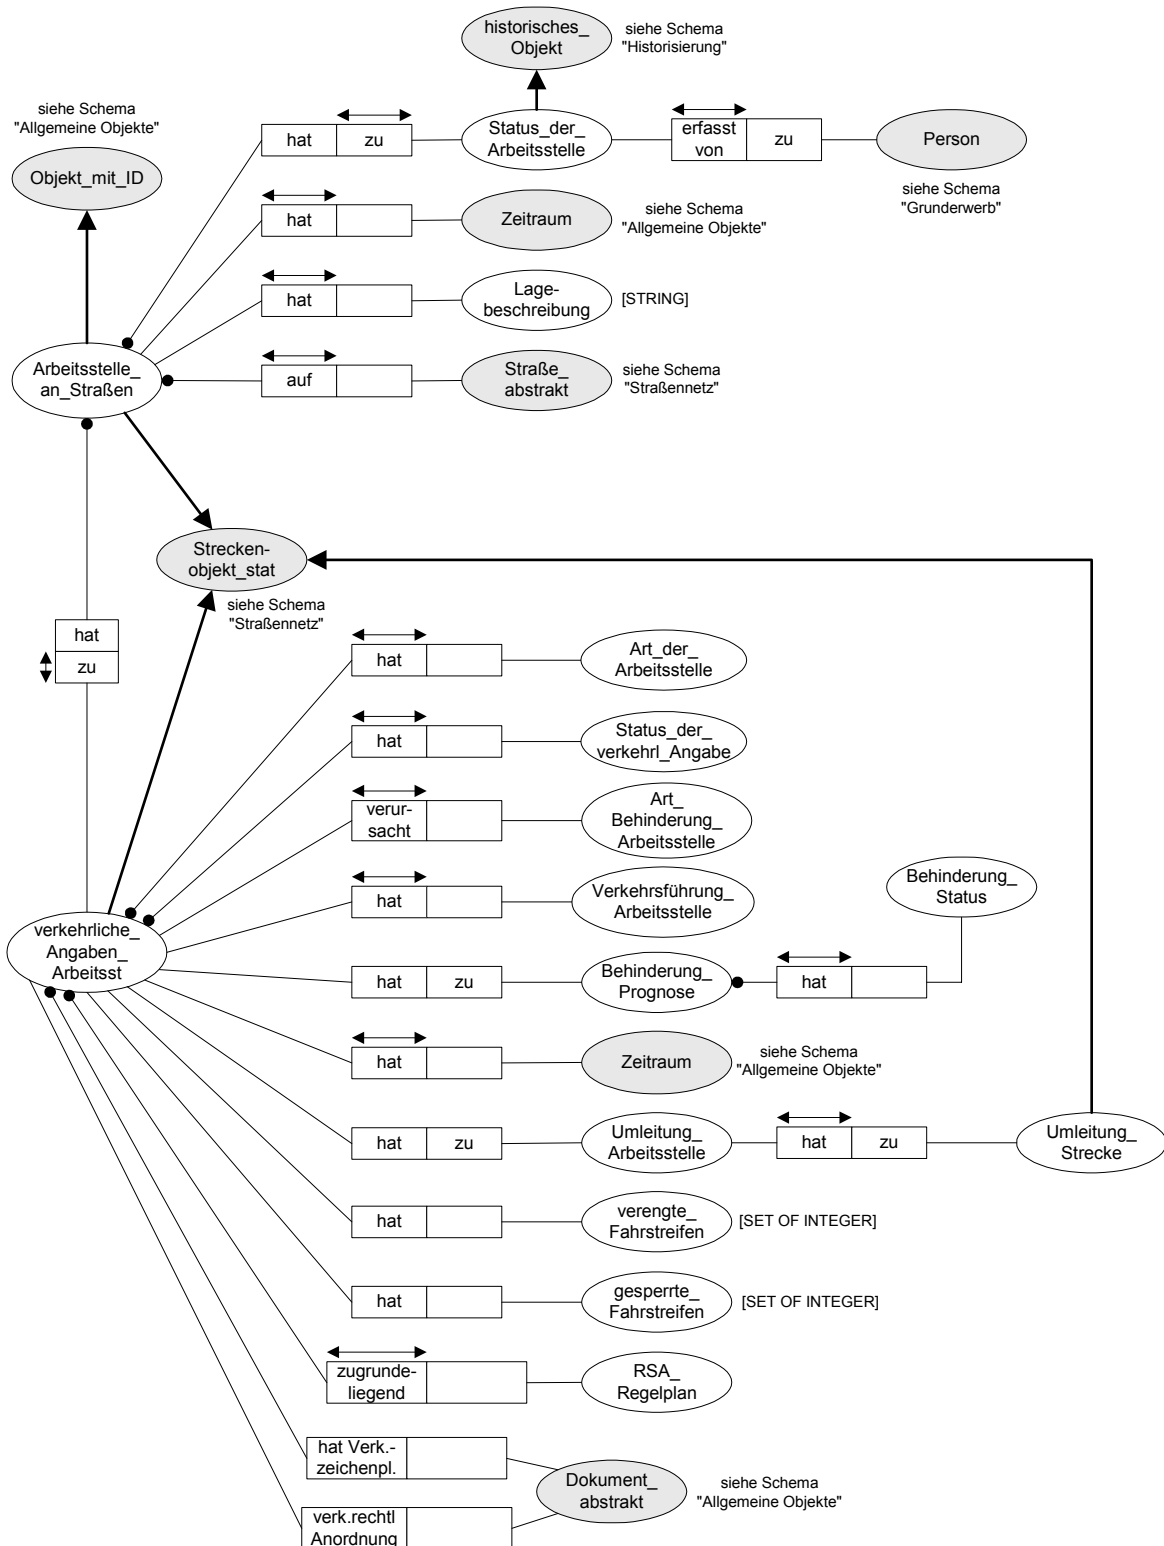 historisches_
Objekt
siehe Schema
"Historisierung"
siehe Schema
"Allgemeine Objekte"
Objekt_mit_ID
hat
zu
Status_der_
Arbeitsstelle
erfasst
von
zu
Person
siehe Schema
"Grunderwerb"
hat
Zeitraum
siehe Schema
"Allgemeine Objekte"
hat
Lage-
beschreibung
[STRING]
Arbeitsstelle_
an_Straßen
auf
Straße_
abstrakt
siehe Schema
"Straßennetz"
Strecken-
objekt_stat
siehe Schema
"Straßennetz"
hat
zu
hat
Art_der_
Arbeitsstelle
hat
Status_der_
verkehrl_Angabe
verur-
sacht
Art_
Behinderung_
Arbeitsstelle
hat
Verkehrsführung_
Arbeitsstelle
Behinderung_
Status
verkehrliche_
Angaben_
Arbeitsst
hat
zu
Behinderung_
Prognose
hat
hat
Zeitraum
siehe Schema
"Allgemeine Objekte"
hat
zu
Umleitung_
Arbeitsstelle
hat
zu
Umleitung_
Strecke
hat
verengte_
Fahrstreifen
[SET OF INTEGER]
hat
gesperrte_
Fahrstreifen
[SET OF INTEGER]
zugrunde-
liegend
RSA_
Regelplan
hat Verk.-
zeichenpl.
Dokument_
abstrakt
siehe Schema
"Allgemeine Objekte"
verk.rechtl
Anordnung